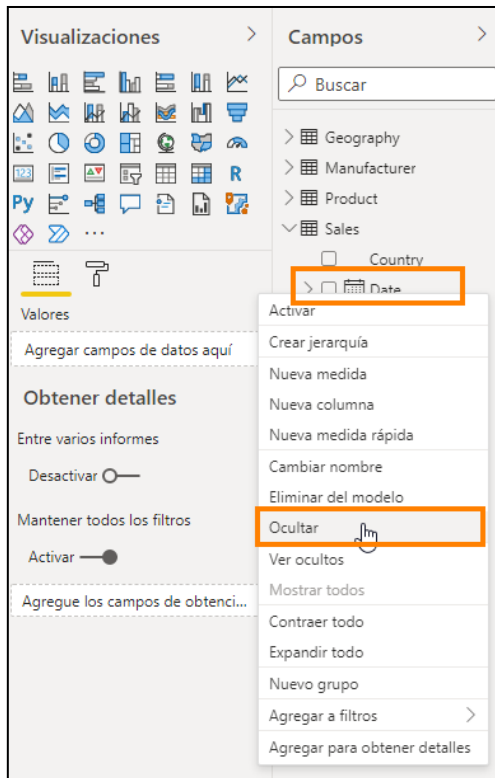 Visualizaciones
123
R
Py
Valores
Agregar campos de datos aquí
Obtener detalles
Entre varios informes
Desactivar
Mantener todos los filtros
Activar
Agregue los campos de obtenci...
Campos
Buscar
Geography
Manufacturer
Product
Sales
Country
Date
Activar
Crear jerarquía
Nueva medida
Nueva columna
Nueva medida rápida
Cambiar nombre
Eliminar del modelo
Ocultar
Ver ocultos
Mostrar todos
Contraer todo
Expandir todo
Nuevo grupo
Agregar a filtros
Agregar para obtener detalles